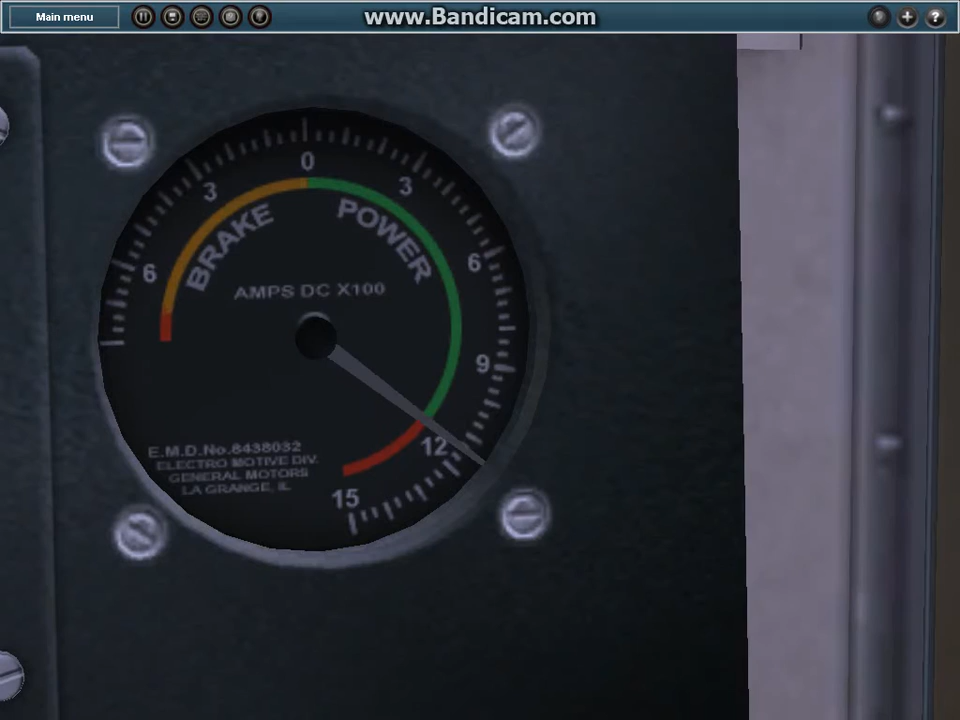 Main menu
www.Bandicam.com
?
0
3
3
6
6
BRAKE
POWER
AMPS DC X100
9
12
15
E.M.D.No.8438032
ELECTRO MOTIVE DIV.
GENERAL MOTORS
LA GRANGE, IL